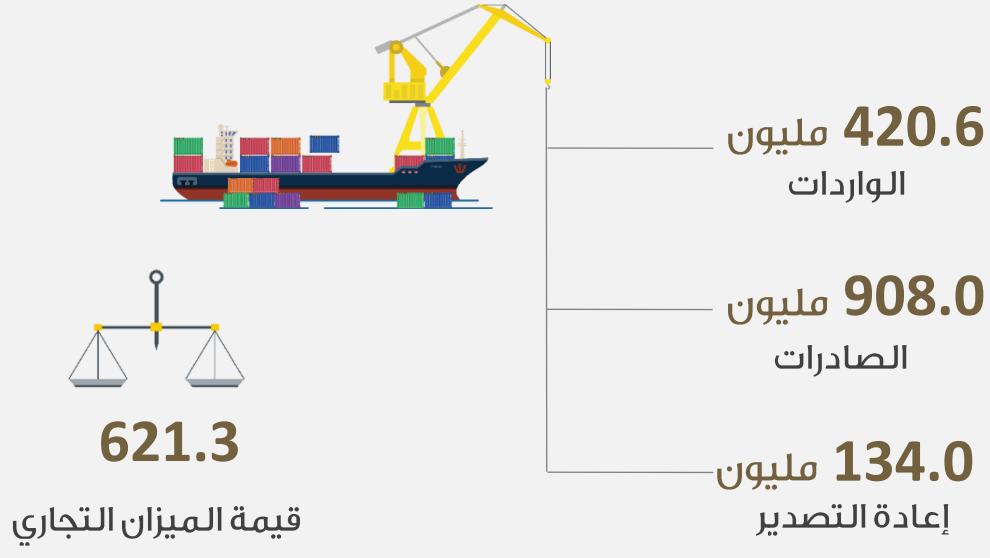 420.6 مليون
الواردات
908.0 مليون
الصادرات
134.0 مليون
إعادة التصدير
621.3
قيمة الميزان التجاري